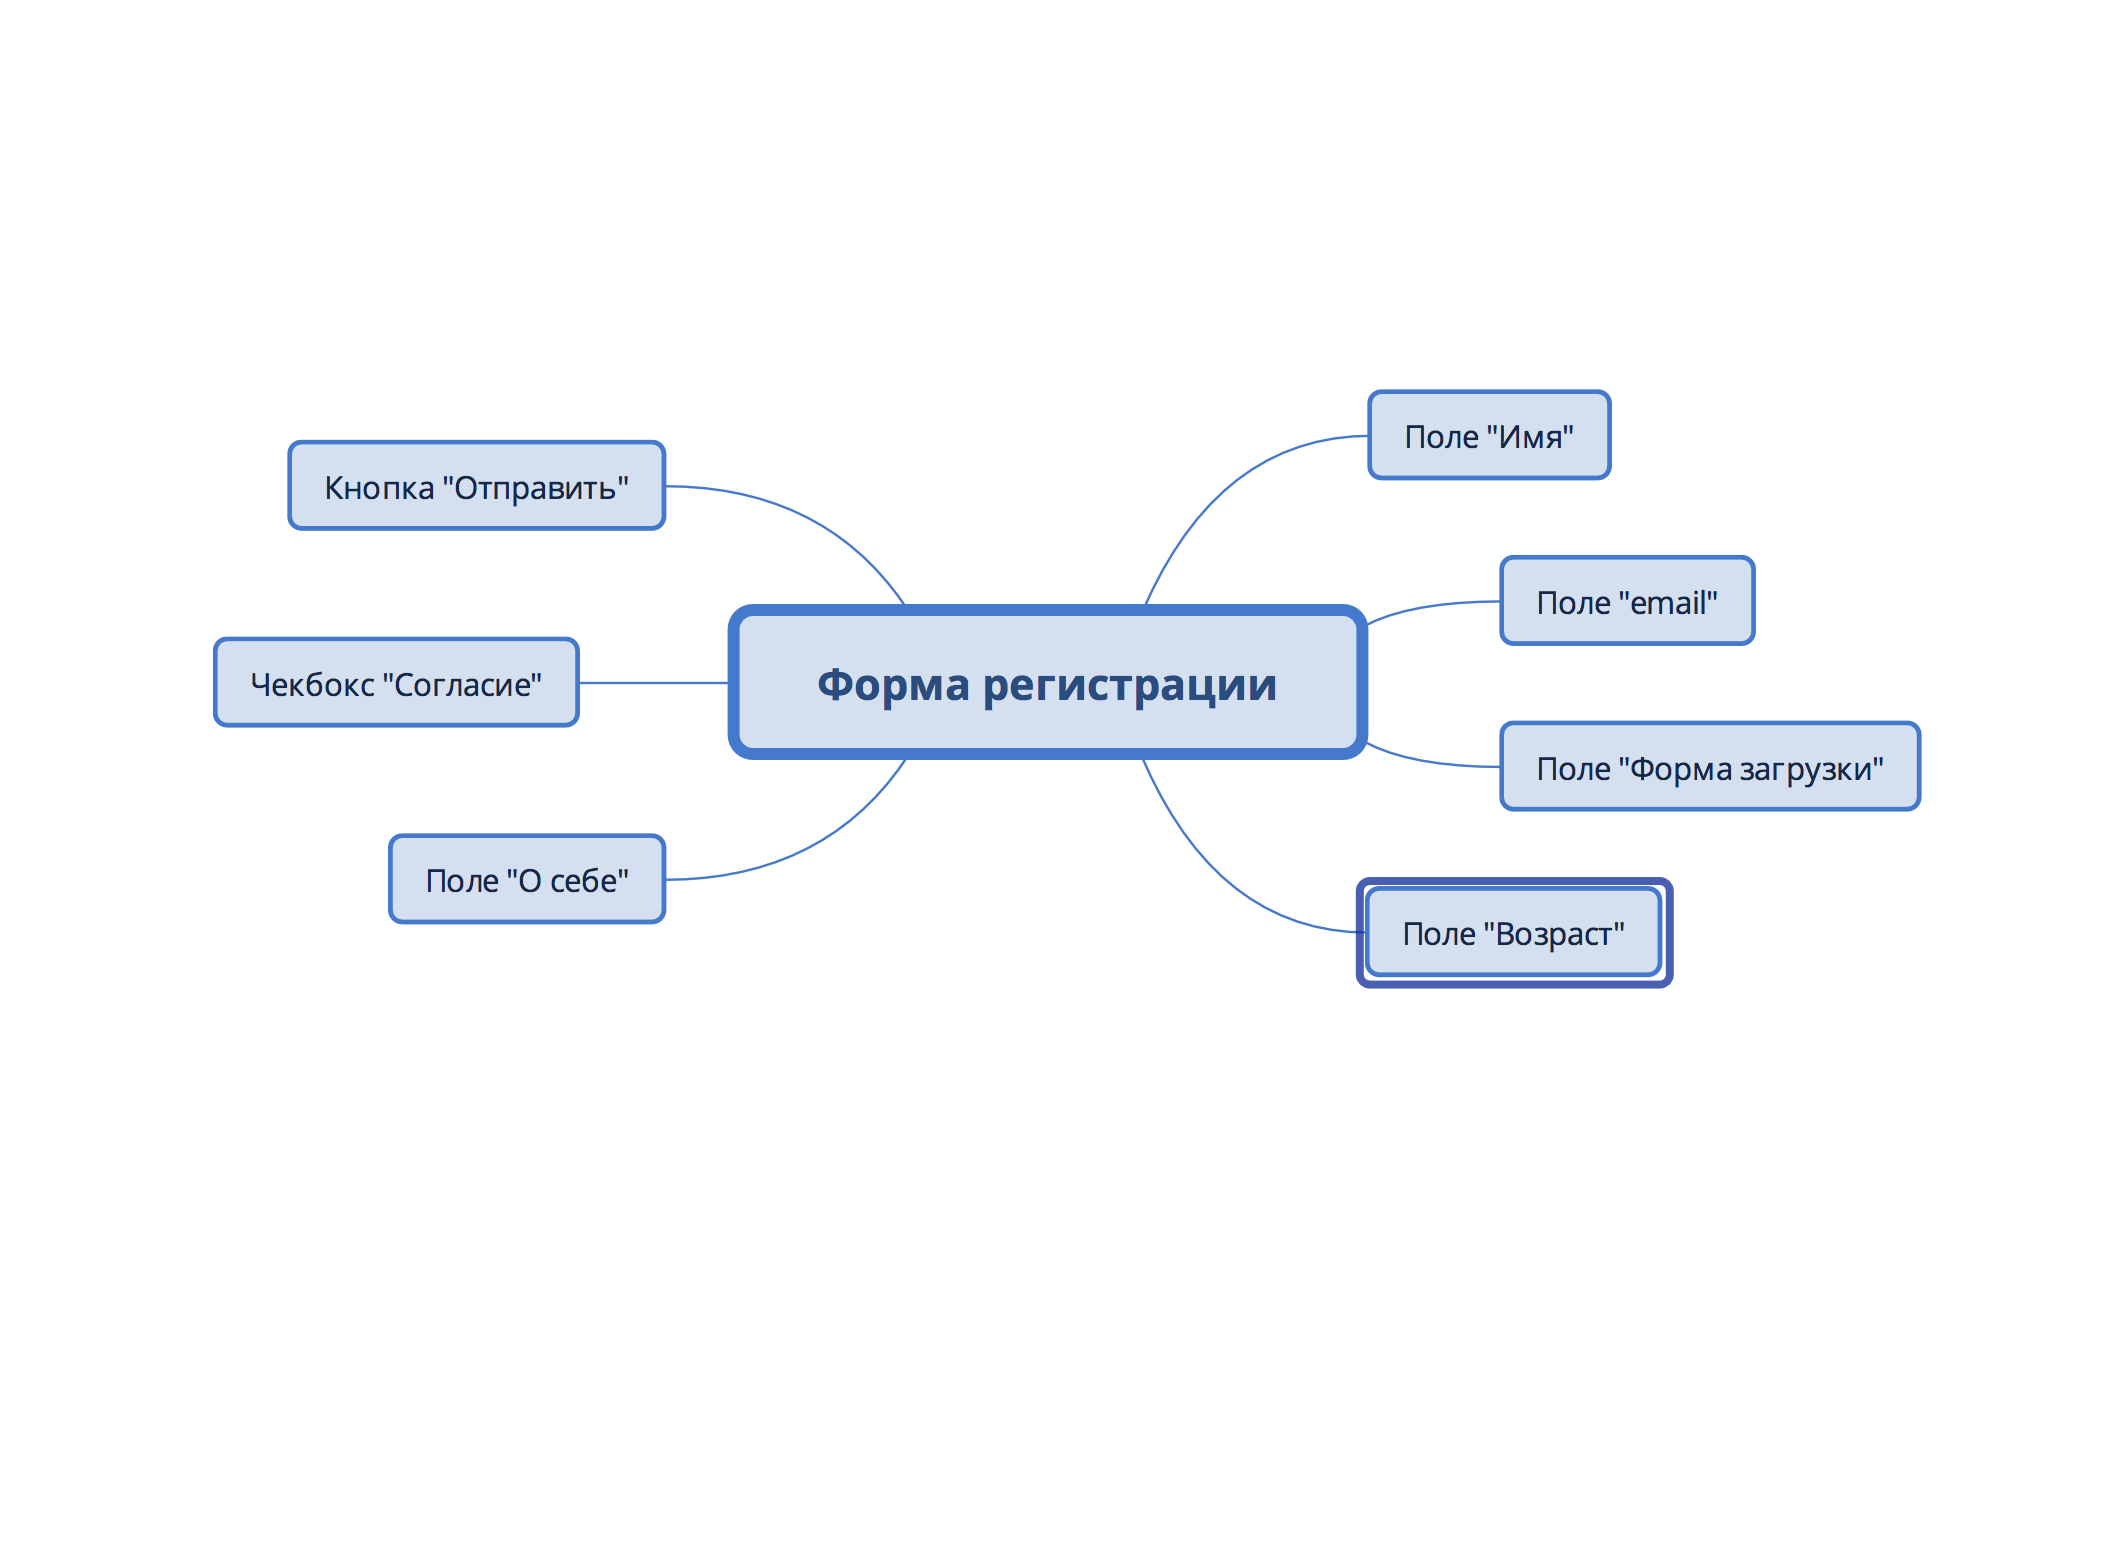 Форма регистрации
Поле "Имя"
Поле "email"
Поле "Форма загрузки"
Поле "Возраст"
Кнопка "Отправить"
Чекбокс "Согласие"
Поле "О себе"